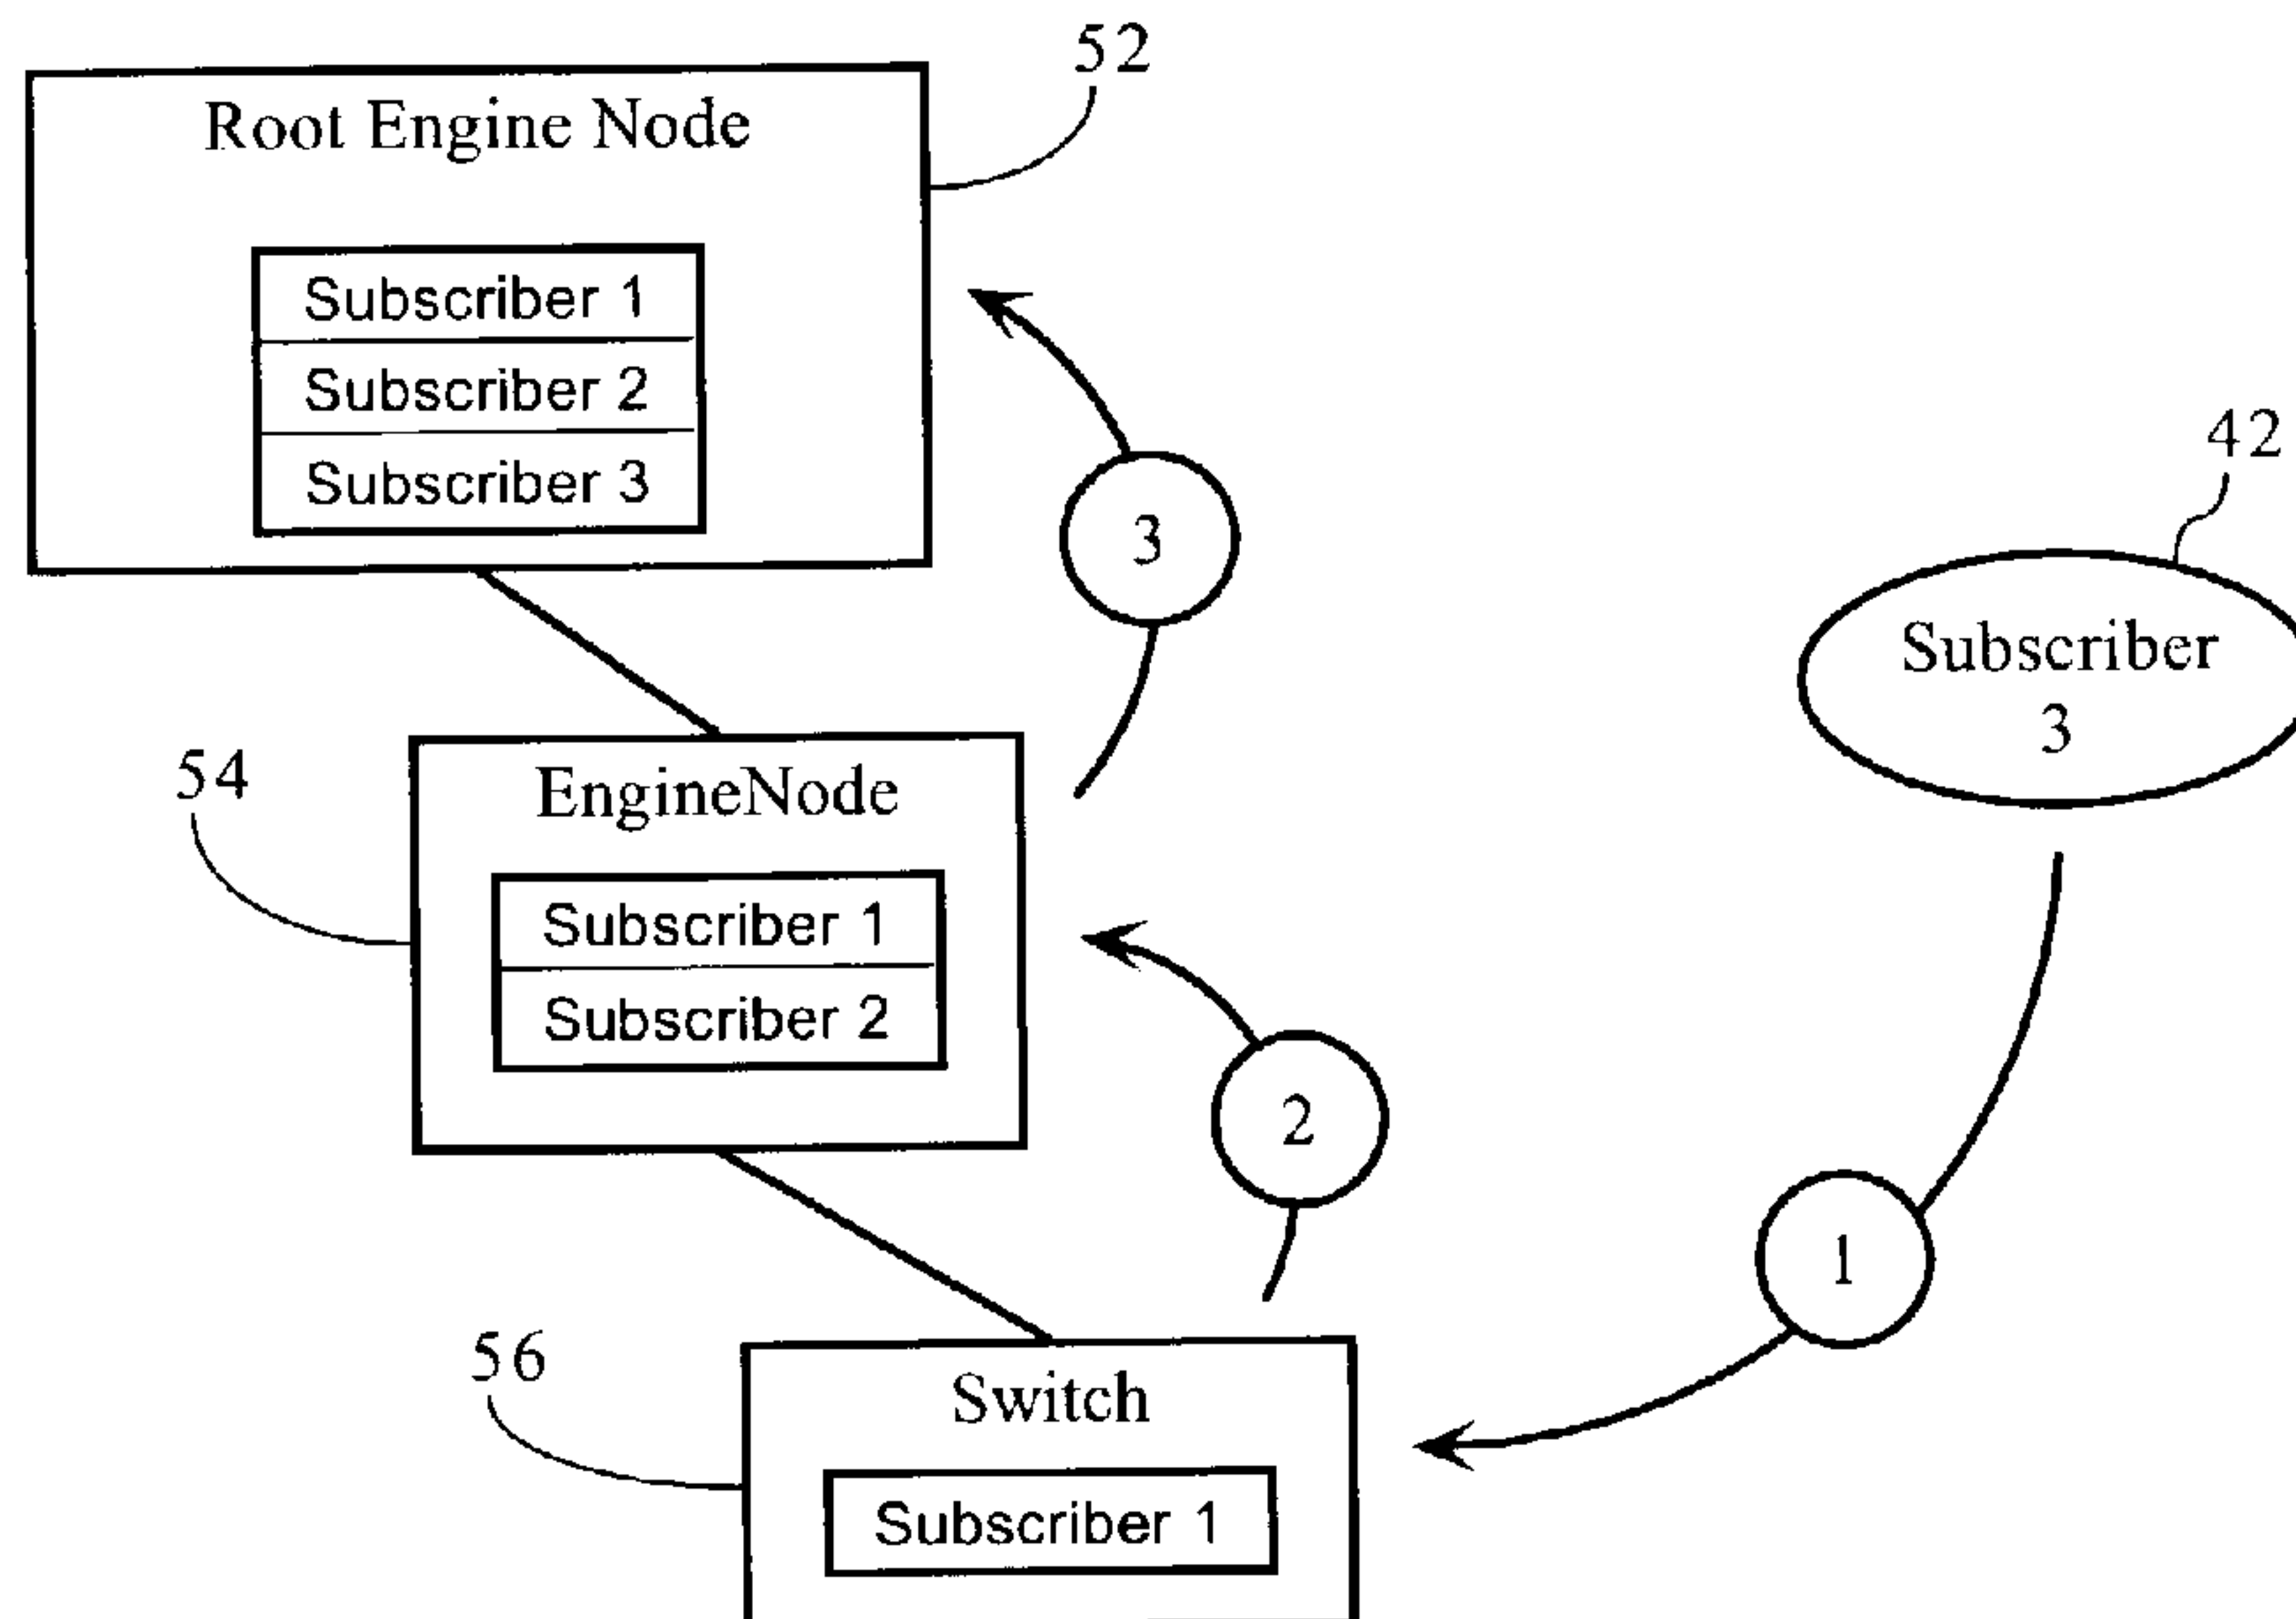 52
Root Engine Node
Subscriber 1
Subscriber 2
Subscriber 3
3
42
Subscriber
3
54
EngineNode
Subscriber 1
Subscriber 2
2
1
56
Switch
Subscriber 1